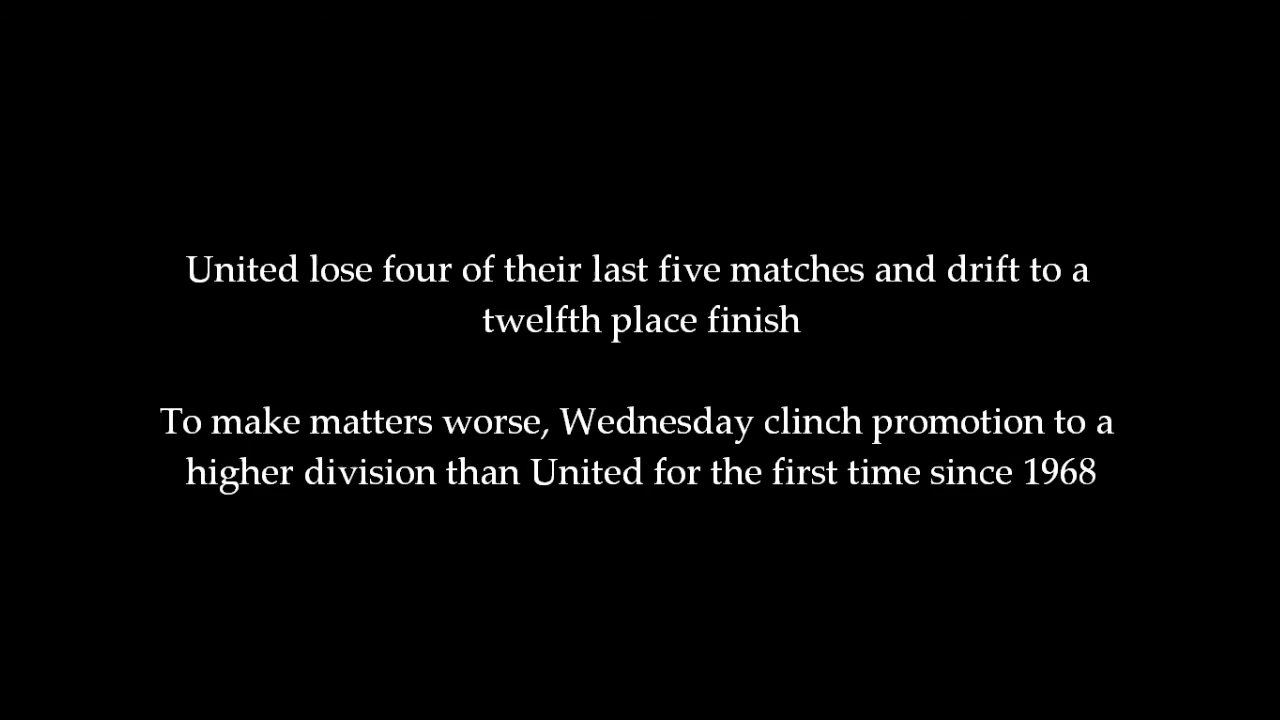 United lose four of their last five matches and drift to a
twelfth place finish
To make matters worse, Wednesday clinch promotion to a
higher division than United for the first time since 1968